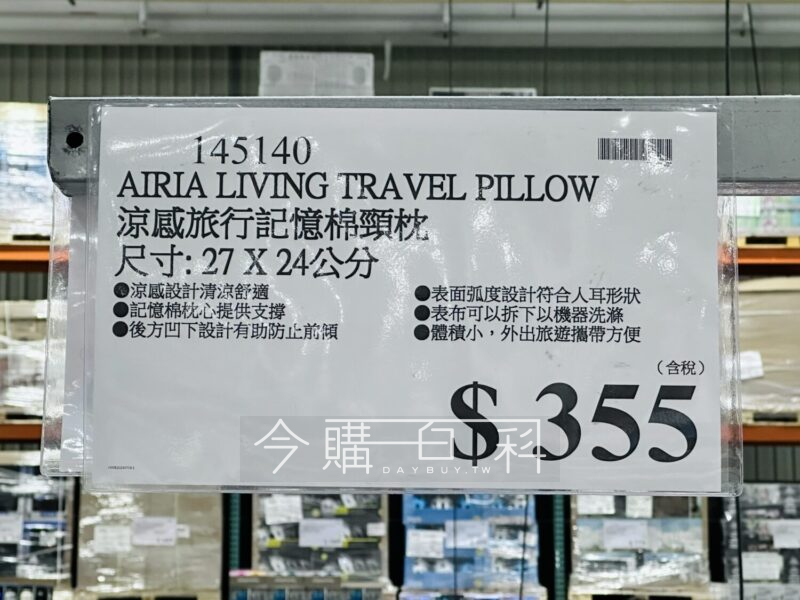 145140
AIRIA LIVING TRAVEL PILLOW
涼感旅行記憶棉頸枕
尺寸: 27 X 24公分
●涼感設計清涼舒適
●記憶棉枕心提供支撐
●後方凹下設計有助防止前傾
●表面弧度設計符合人耳形狀
●表布可以拆下以機器洗滌
●體積小，外出旅遊攜帶方便
（含稅）
$ 355
今購百科
DAYBUY.TW